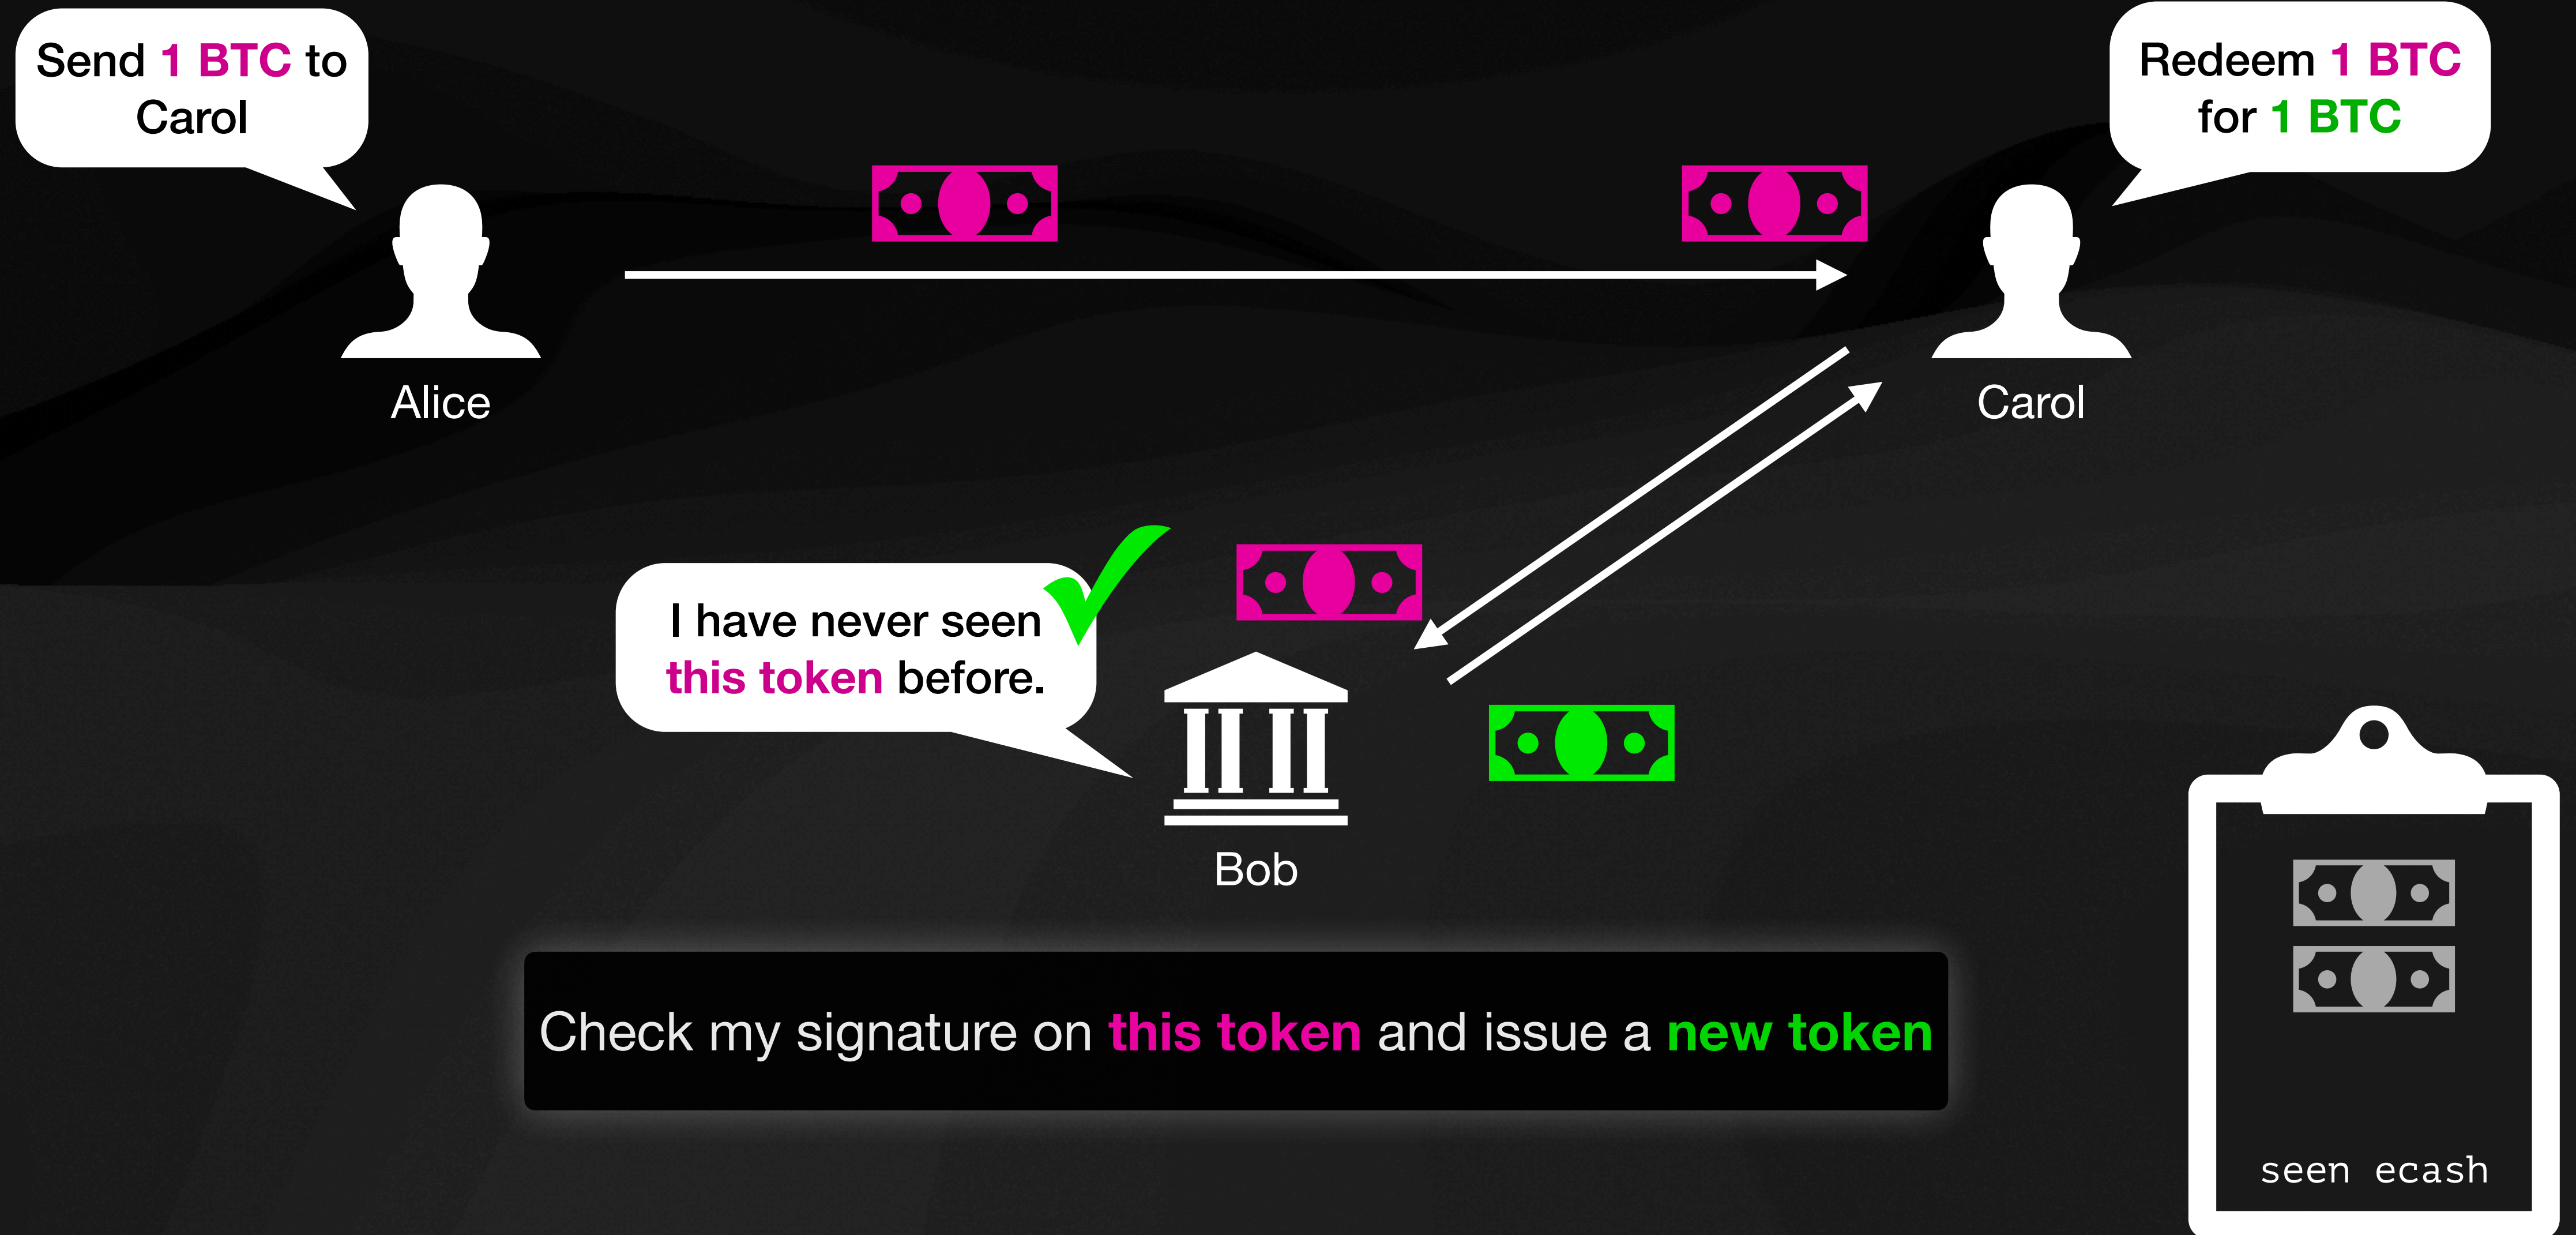 Send 1 BTC to
Carol
Redeem 1 BTC
for 1 BTC
Alice
Carol
I have never seen
this token before.
Bob
Check my signature on this token and issue a new token
seen ecash